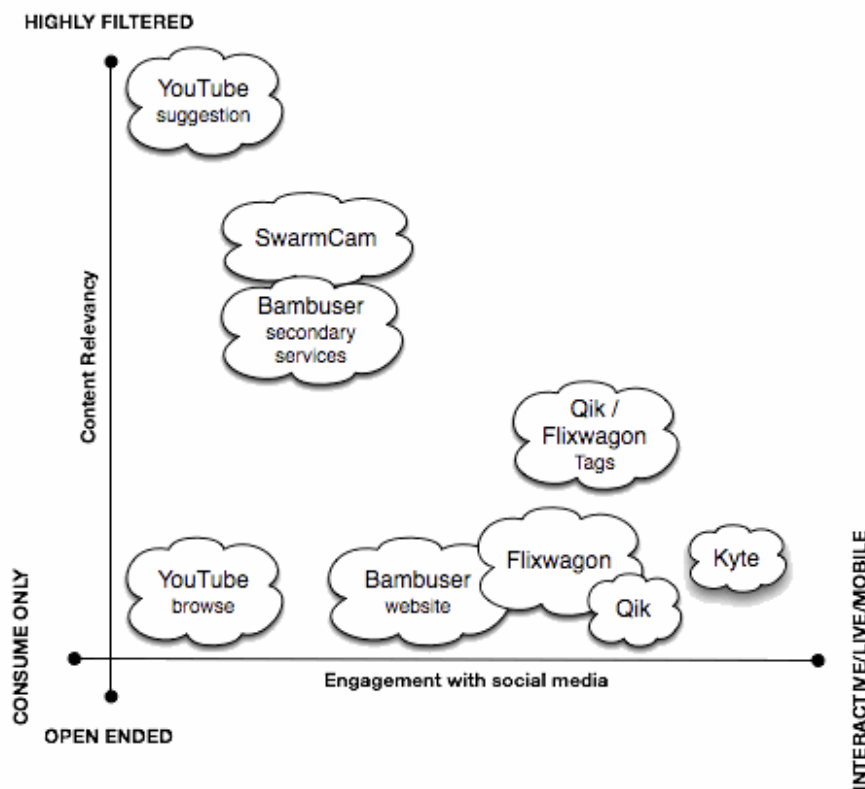 HIGHLY FILTERED
YouTube
suggestion
SwarmCam
Bambuser
secondary
services
Content Relevancy
Qik /
Flixwagon
Tags
YouTube
browse
Bambuser
website
Flixwagon
Qik
Kyte
CONSUME ONLY
INTERACTIVE/LIVE/MOBILE
Engagement with social media
OPEN ENDED